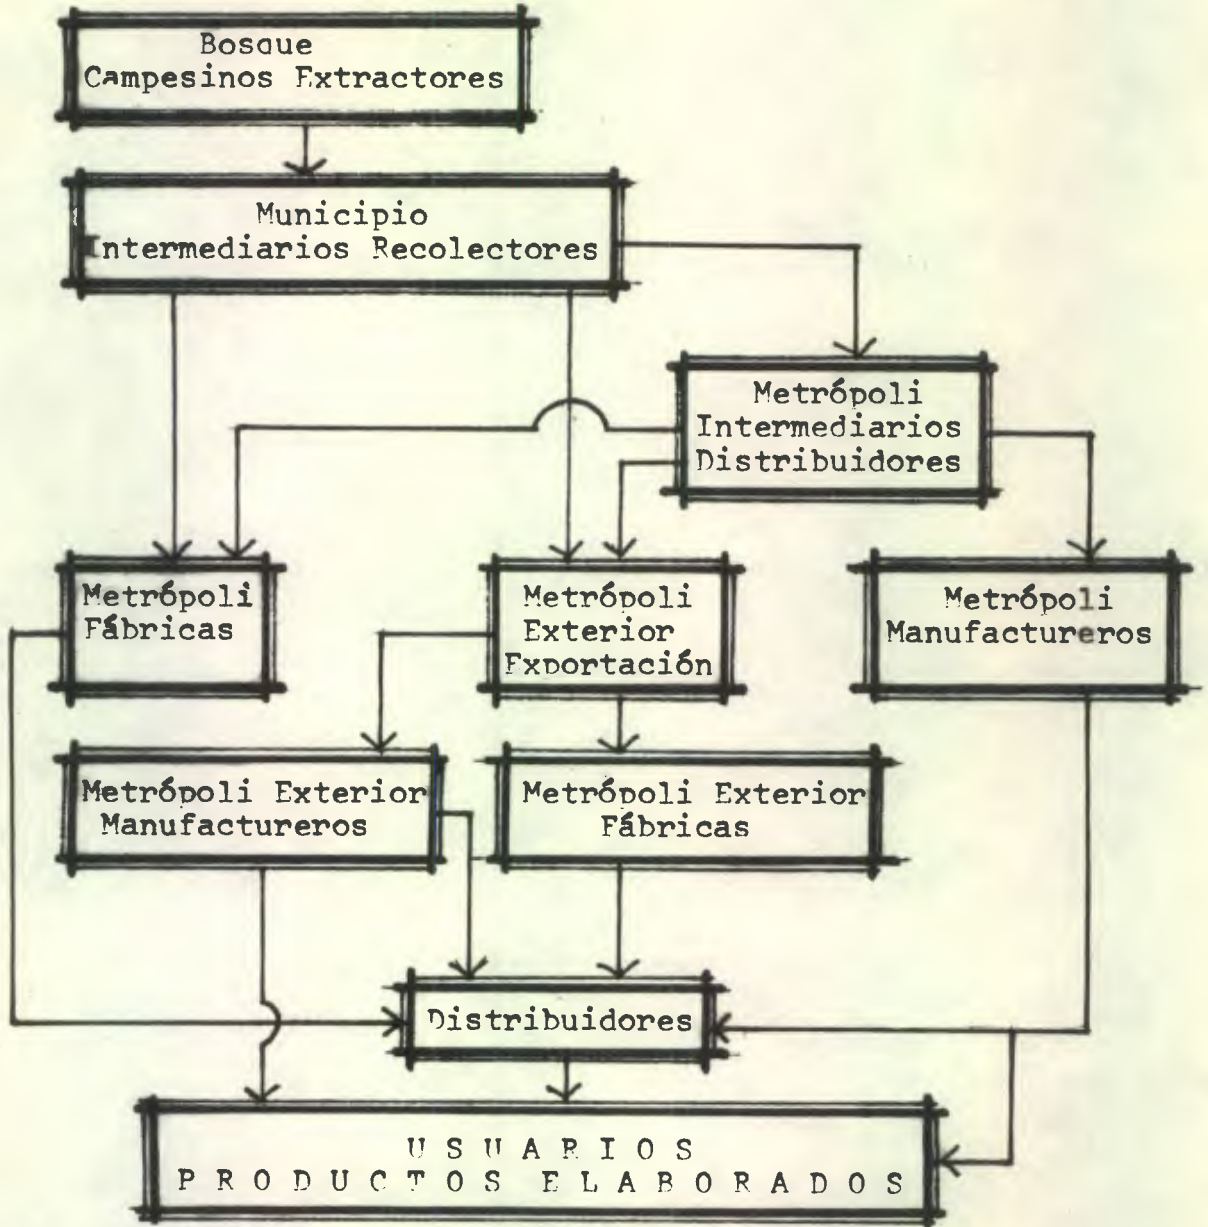 Bosque
Campesinos Extractores
Municipio
Intermediarios Recolectores
Metrópoli
Intermediarios
Distribuidores
Metrópoli
Fábricas
Metrópoli
Exterior
Exportación
Metrópoli
Manufactureros
Metrópoli Exterior
Manufactureros
Metrópoli Exterior
Fábricas
Distribuidores
U S U A R I O S
P R O D U C T O S E L A B O R A D O S